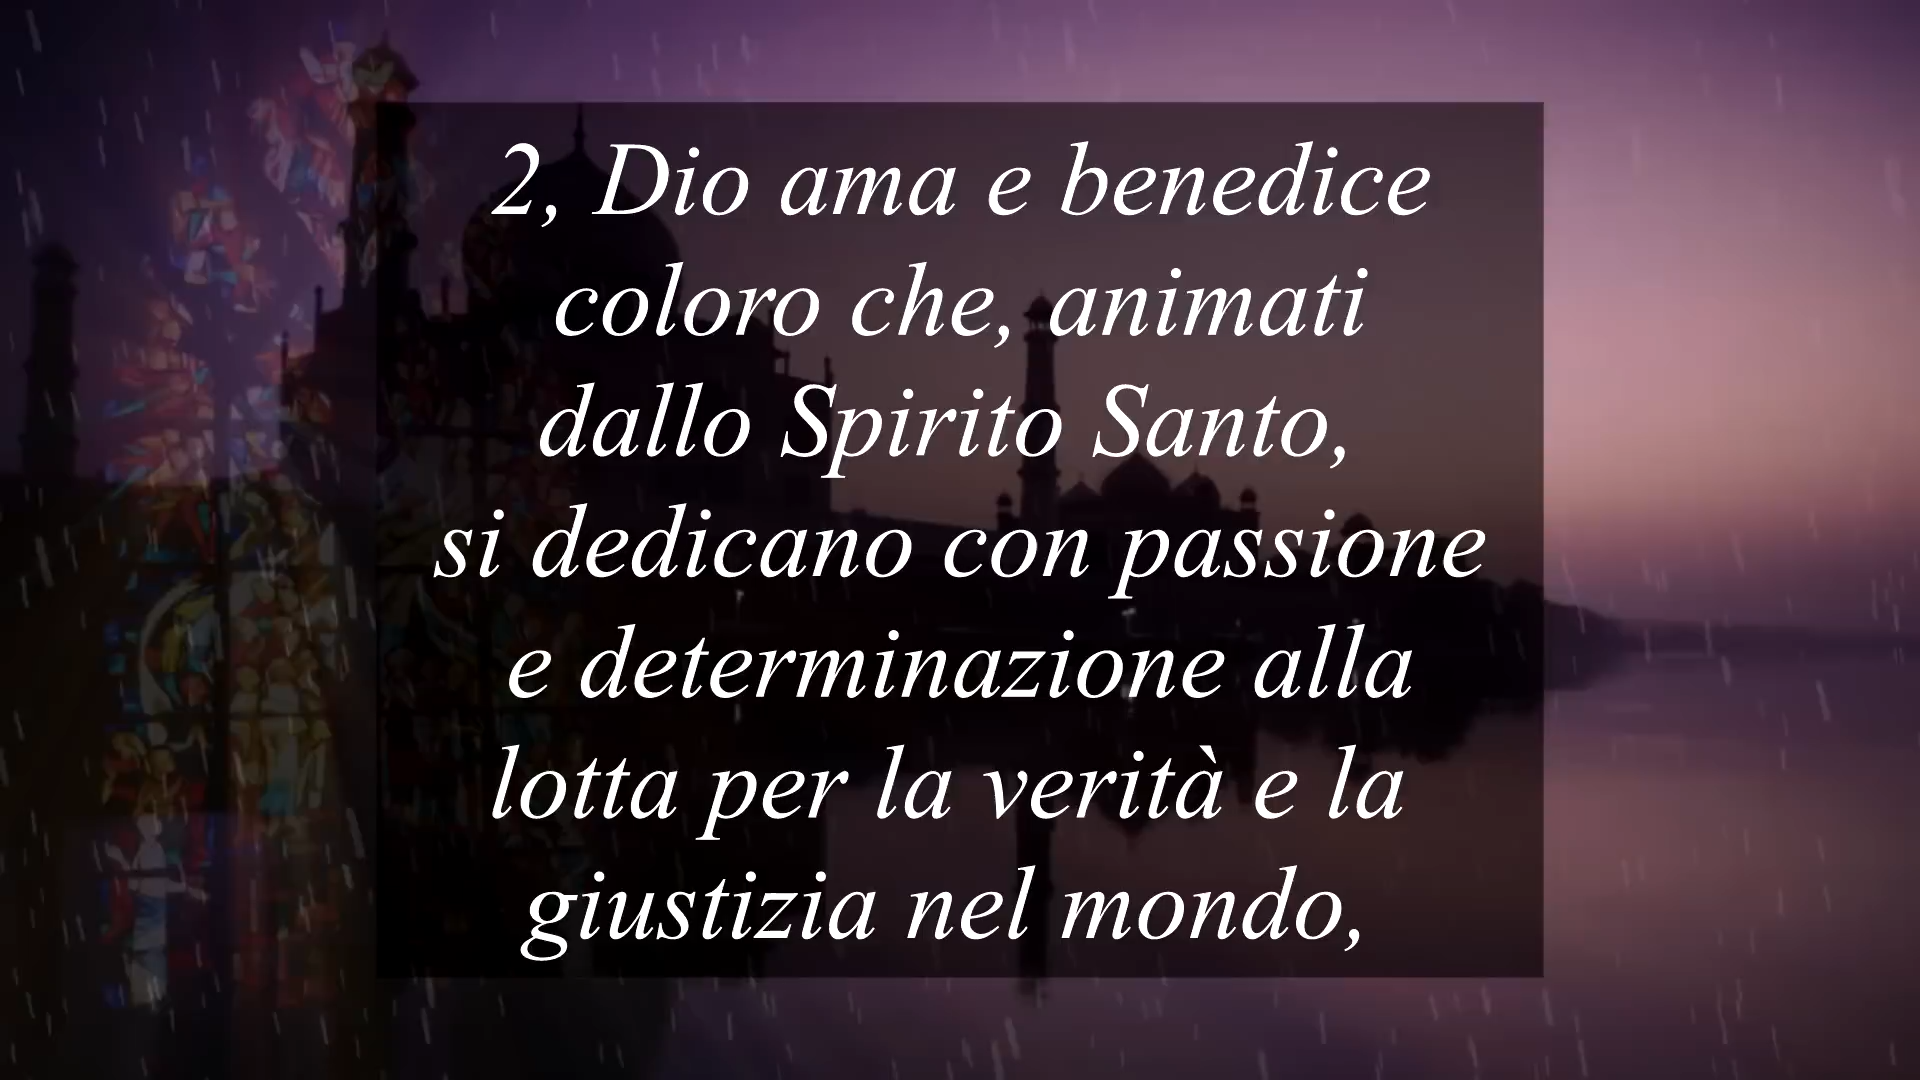 2, Dio ama e benedice
coloro che, animati
dallo Spirito Santo,
si dedicano con passione
e determinazione alla
lotta per la verità e la
giustizia nel mondo,